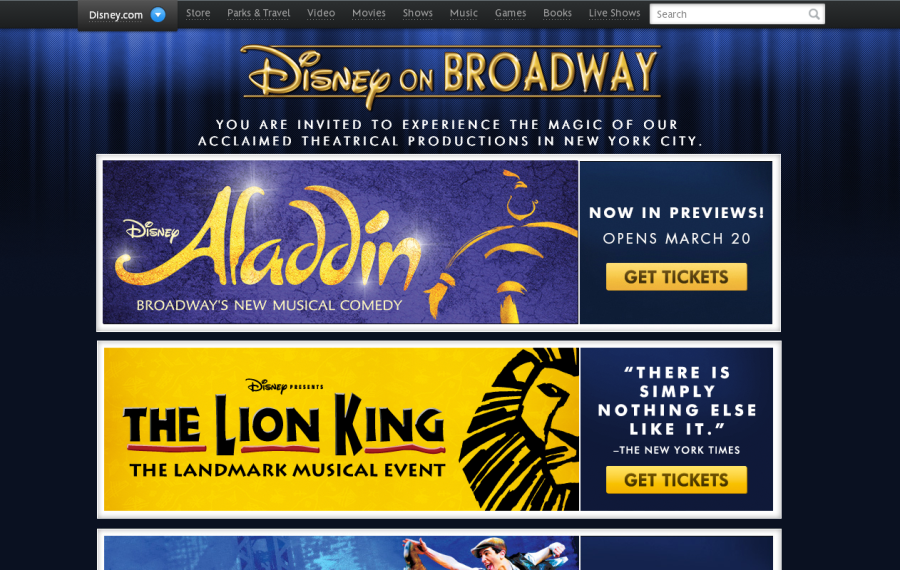 Disney.com Store Parks & Travel Video Movies Shows Music Games Books Live Shows Search
Disney ON BROADWAY
YOU ARE INVITED TO EXPERIENCE THE MAGIC OF OUR
ACCLAIMED THEATRICAL PRODUCTIONS IN NEW YORK CITY.
Disney Aladdin
BROADWAY'S NEW MUSICAL COMEDY
NOW IN PREVIEWS!
OPENS MARCH 20
GET TICKETS
Disney PRESENTS
THE LION KING
THE LANDMARK MUSICAL EVENT
“THERE IS
SIMPLY
NOTHING ELSE
LIKE IT.”
–THE NEW YORK TIMES
GET TICKETS